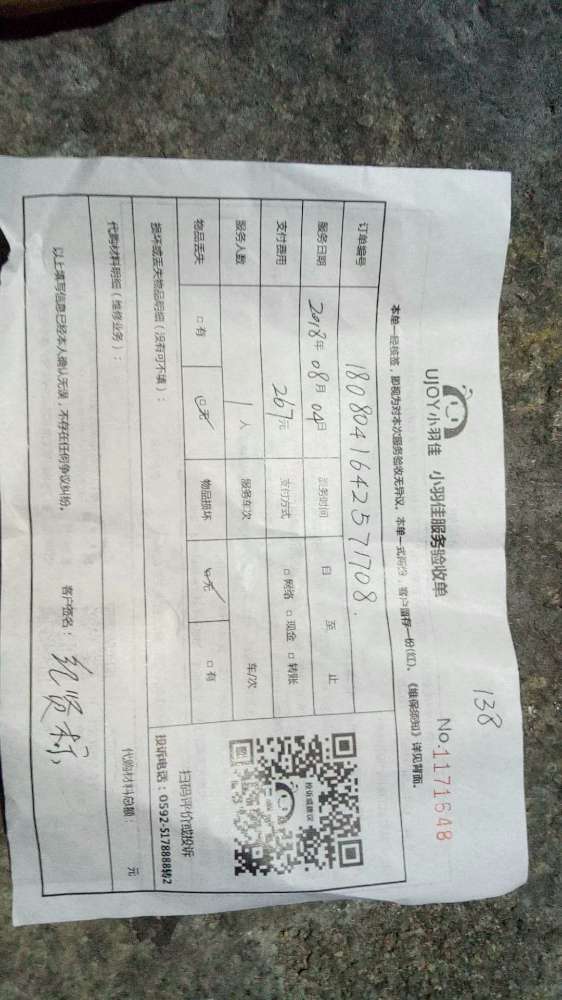 138
UJOY小羽佳 小羽佳服务验收单
No:1171648
本单一经核签，即视为对本次服务验收无异议。本单一式两份，客户留存一份(红)。《维保须知》详见背面。
订单编号 1808041642571708.
服务日期 2018年08月04日 服务时间 日 至 止
支付费用 267元 支付方式 □网络 □现金 □转账
服务人数 1人 服务车次 车/次
物品丢失 □有 ☑无 物品损坏 ☑无 □有
投诉或建议
扫码评价或投诉
投诉电话：0592-5178888转2
损坏或丢失物品明细（没有可不填）：
代购材料明细（维修业务）： 代购材料总额： 元
以上填写信息已经本人确认无误，不存在任何争议纠纷。 客户签名：